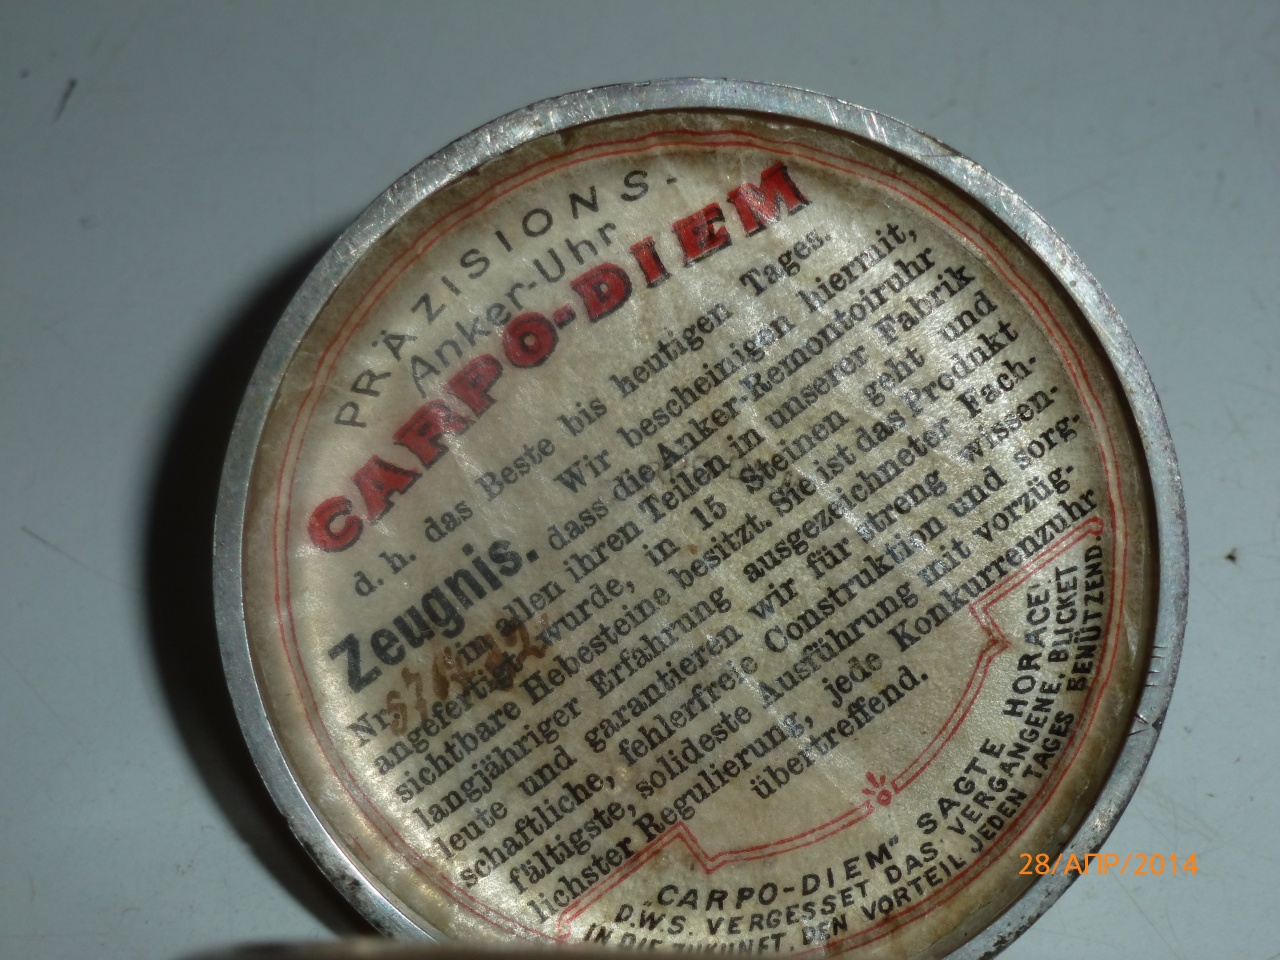 PRÄZISIONS-
Anker-Uhr
CARPO-DIEM
d. h. das Beste bis heutigen Tages.
Zeugnis. Wir bescheinigen hiermit,
dass die Anker-Remontoiruhr
Nr. im allen ihren Teilen in unserer Fabrik
angefertigt wurde, in 15 Steinen geht und
sichtbare Hebesteine besitzt. Sie ist das Produkt
langjähriger Erfahrung ausgezeichneter Fach-
leute und garantieren wir für streng wissen-
schaftliche, fehlerfreie Construktion und sorg-
fältigste, solideste Ausführung mit vorzüg-
lichster Regulierung, jede Konkurrenzuhr
übertreffend.
"CARPO-DIEM" SAGTE HORACE:
D.W.S. VERGESSET DAS VERGANGENE, BLICKET
IN DIE ZUKUNFT, DEN VORTEIL JEDEN TAGES BENÜTZEND.
28/АПР/2014